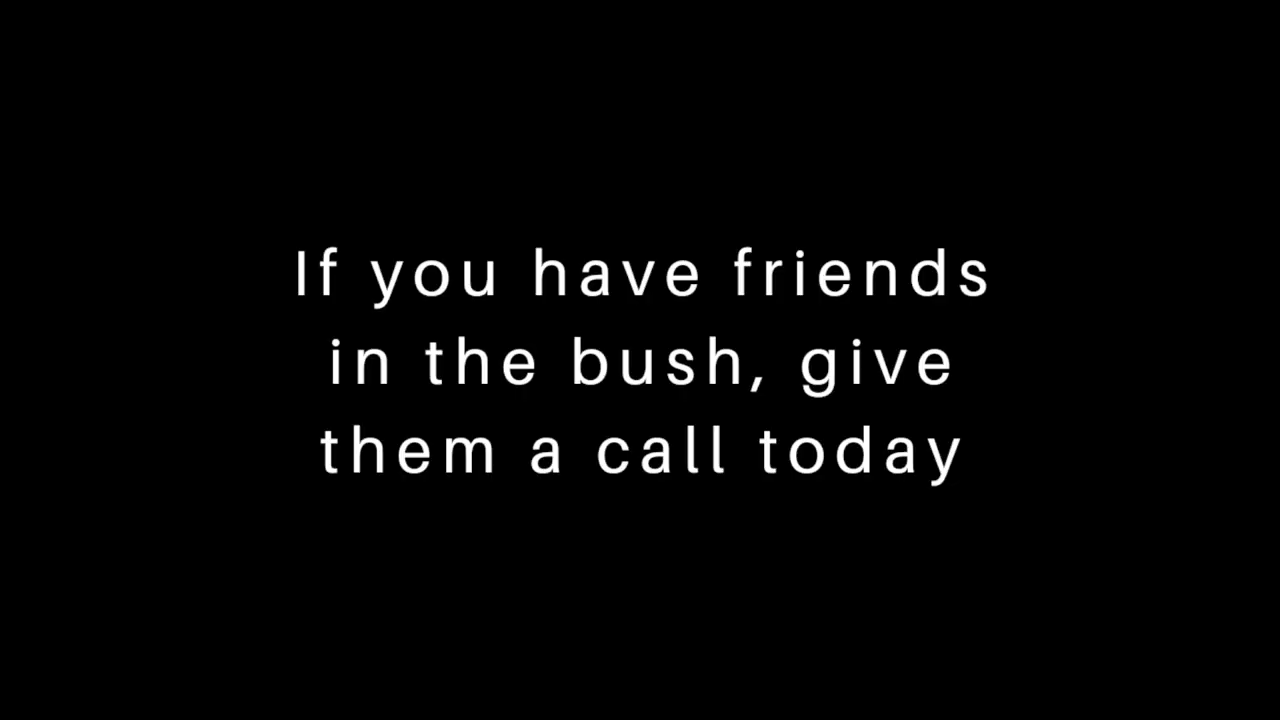 If you have friends
in the bush, give
them a call today